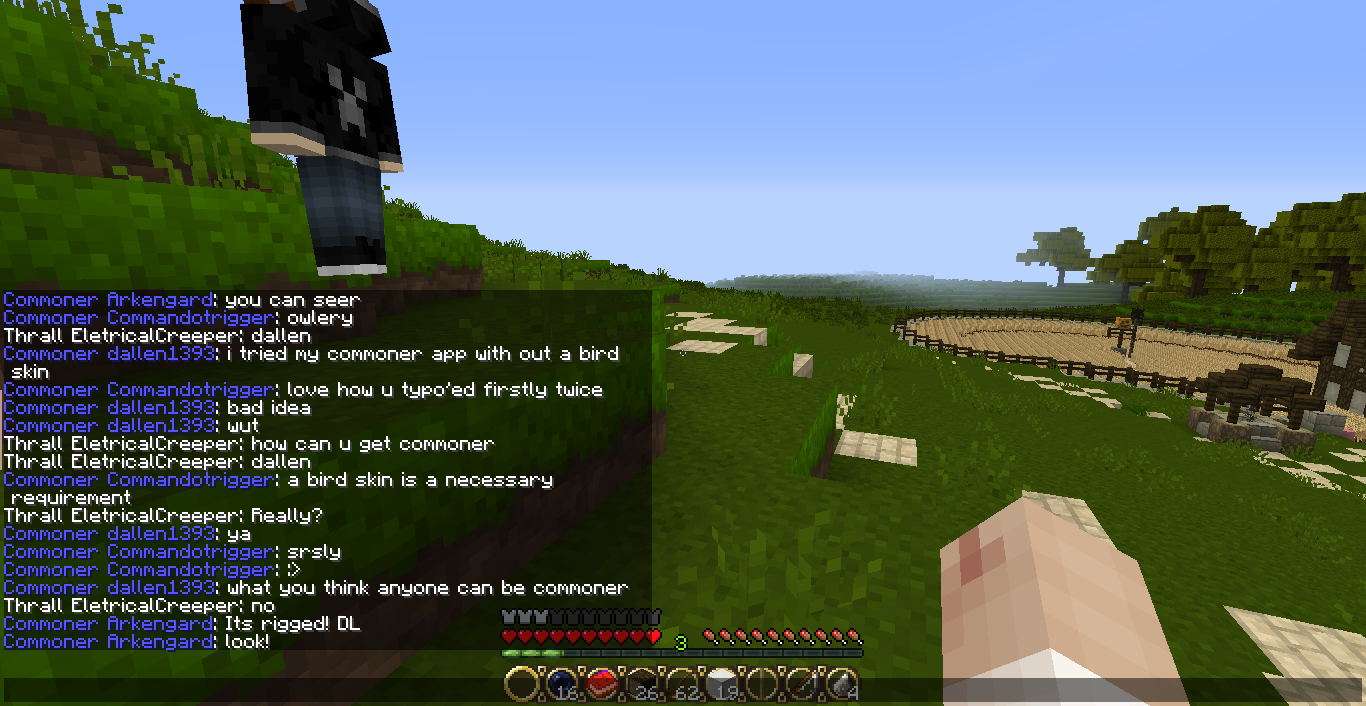 Commoner Arkengard: you can seer
Commoner Commandotrigger: owlery
Thrall EletricalCreeper: dallen
Commoner dallen1393: i tried my commoner app with out a bird
skin
Commoner Commandotrigger: love how u typo'ed firstly twice
Commoner dallen1393: bad idea
Commoner dallen1393: wut
Thrall EletricalCreeper: how can u get commoner
Thrall EletricalCreeper: dallen
Commoner Commandotrigger: a bird skin is a necessary
requirement
Thrall EletricalCreeper: Really?
Commoner dallen1393: ya
Commoner Commandotrigger: srsly
Commoner Commandotrigger: :>
Commoner dallen1393: what you think anyone can be commoner
Thrall EletricalCreeper: no
Commoner Arkengard: Its rigged! DL
Commoner Arkengard: look!
3
16 26 62 19 4